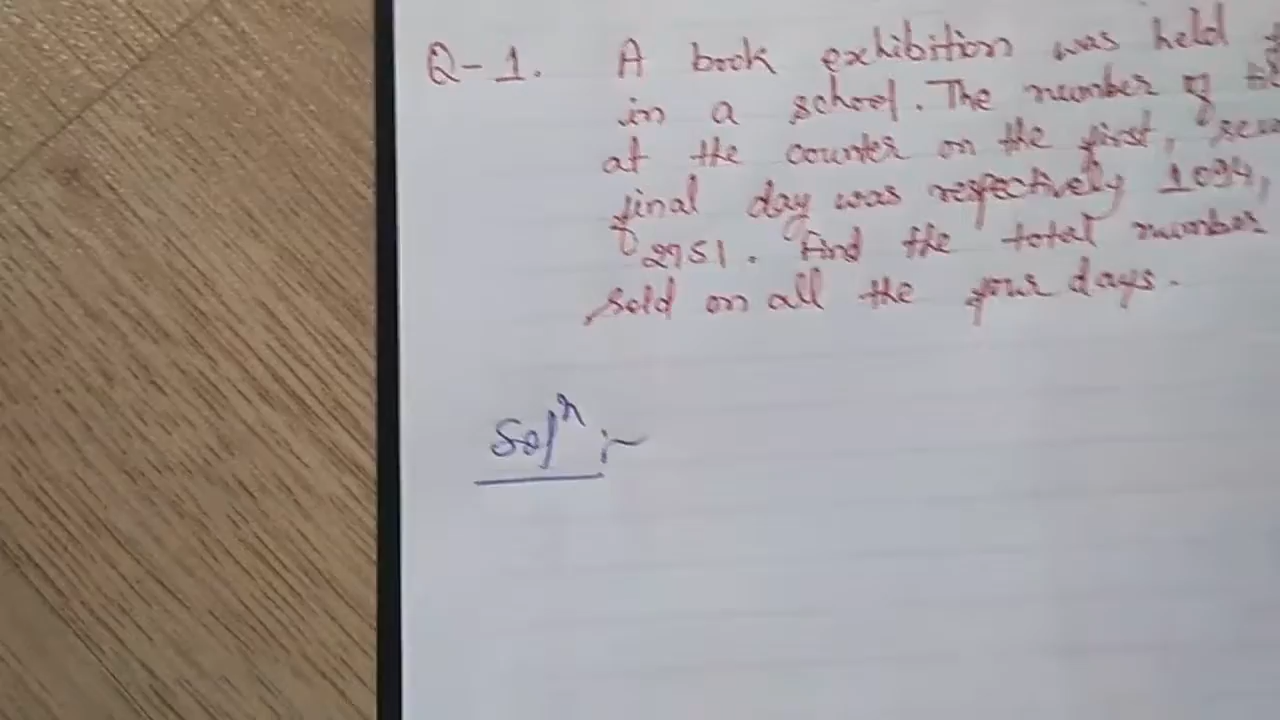 Q-1. A book exhibition was held
in a school. The number of
at the counter on the first,
final day was respectively 1094,
2751. Find the total number
sold on all the four days.
Solⁿ :-